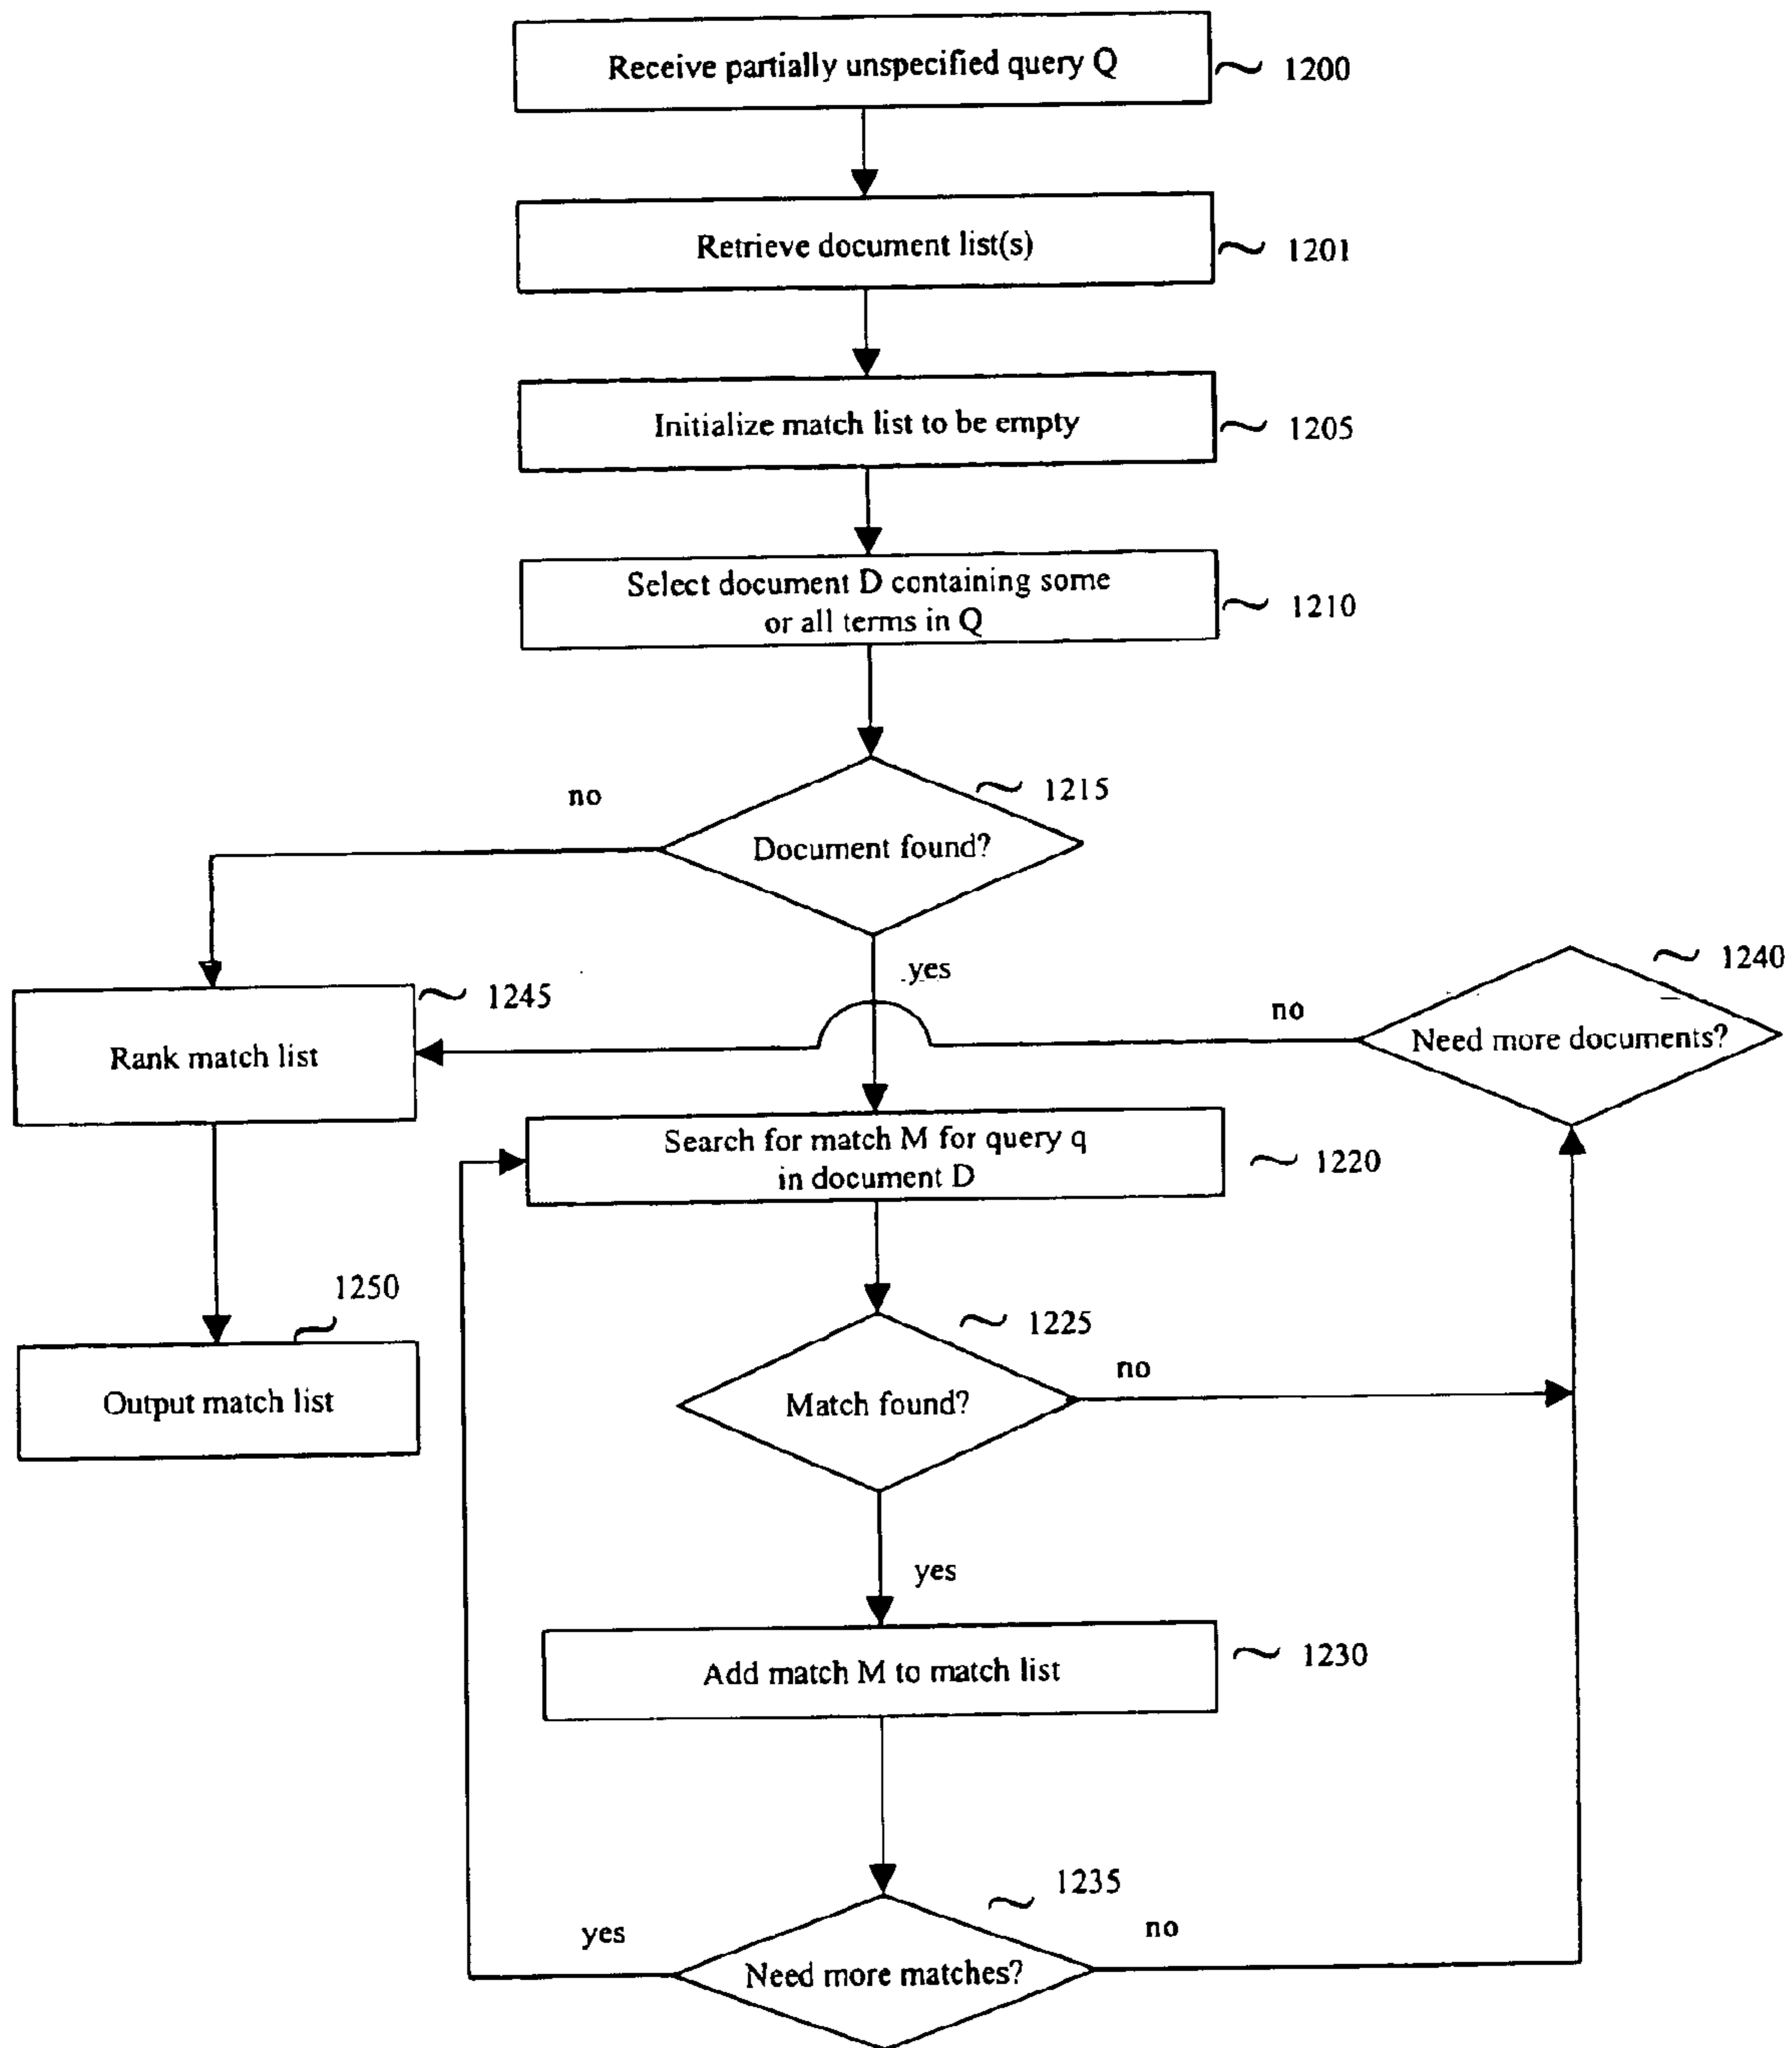 Receive partially unspecified query Q
1200
Retrieve document list(s)
1201
Initialize match list to be empty
1205
Select document D containing some
or all terms in Q
1210
1215
no
Document found?
yes
1240
1245
no
Need more documents?
Rank match list
Search for match M for query q
in document D
1220
1250
1225
no
Output match list
Match found?
yes
Add match M to match list
1230
1235
yes
no
Need more matches?